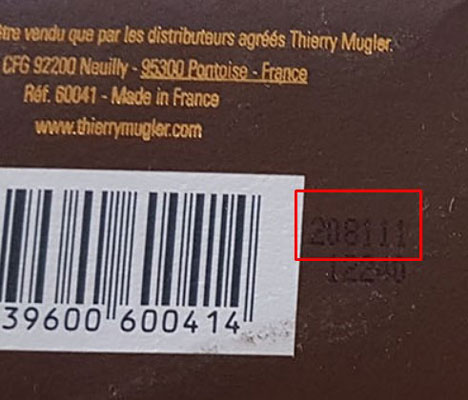 être vendu que par les distributeurs agréés Thierry Mugler.
CFG 92200 Neuilly - 95300 Pontoise - France
Réf. 60041 - Made in France
www.thierrymugler.com
208111
12240
39600 600414